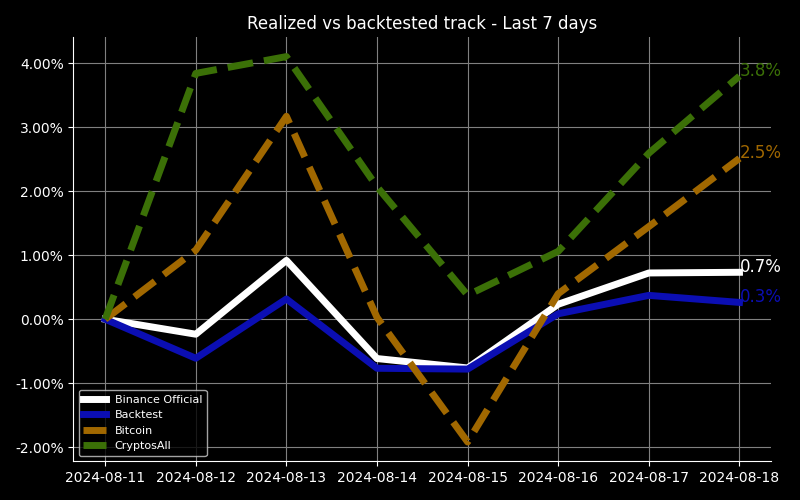 Realized vs backtested track - Last 7 days
4.00%
3.00%
2.00%
1.00%
0.00%
-1.00%
-2.00%
3.8%
2.5%
0.7%
0.3%
Binance Official
Backtest
Bitcoin
CryptosAll
2024-08-11 2024-08-12 2024-08-13 2024-08-14 2024-08-15 2024-08-16 2024-08-17 2024-08-18